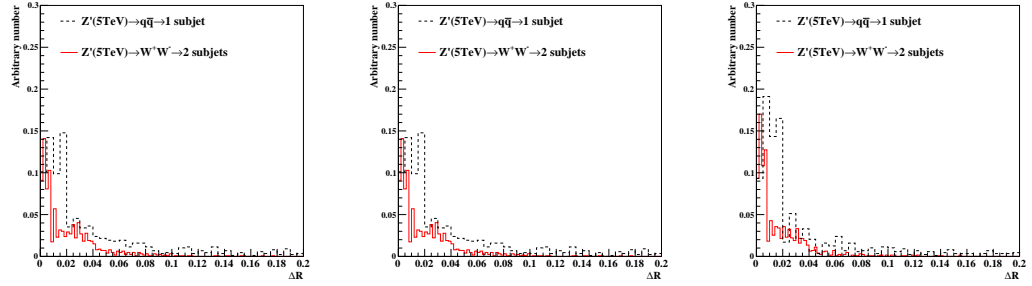 Arbitrary number
0.3
0.25
0.2
0.15
0.1
0.05
0
Z'(5TeV)→qq̅→1 subjet
Z'(5TeV)→W⁺W⁻→2 subjets
0 0.02 0.04 0.06 0.08 0.1 0.12 0.14 0.16 0.18 0.2
ΔR
Arbitrary number
0.3
0.25
0.2
0.15
0.1
0.05
0
Z'(5TeV)→qq̅→1 subjet
Z'(5TeV)→W⁺W⁻→2 subjets
0 0.02 0.04 0.06 0.08 0.1 0.12 0.14 0.16 0.18 0.2
ΔR
Arbitrary number
0.3
0.25
0.2
0.15
0.1
0.05
0
Z'(5TeV)→qq̅→1 subjet
Z'(5TeV)→W⁺W⁻→2 subjets
0 0.02 0.04 0.06 0.08 0.1 0.12 0.14 0.16 0.18 0.2
ΔR